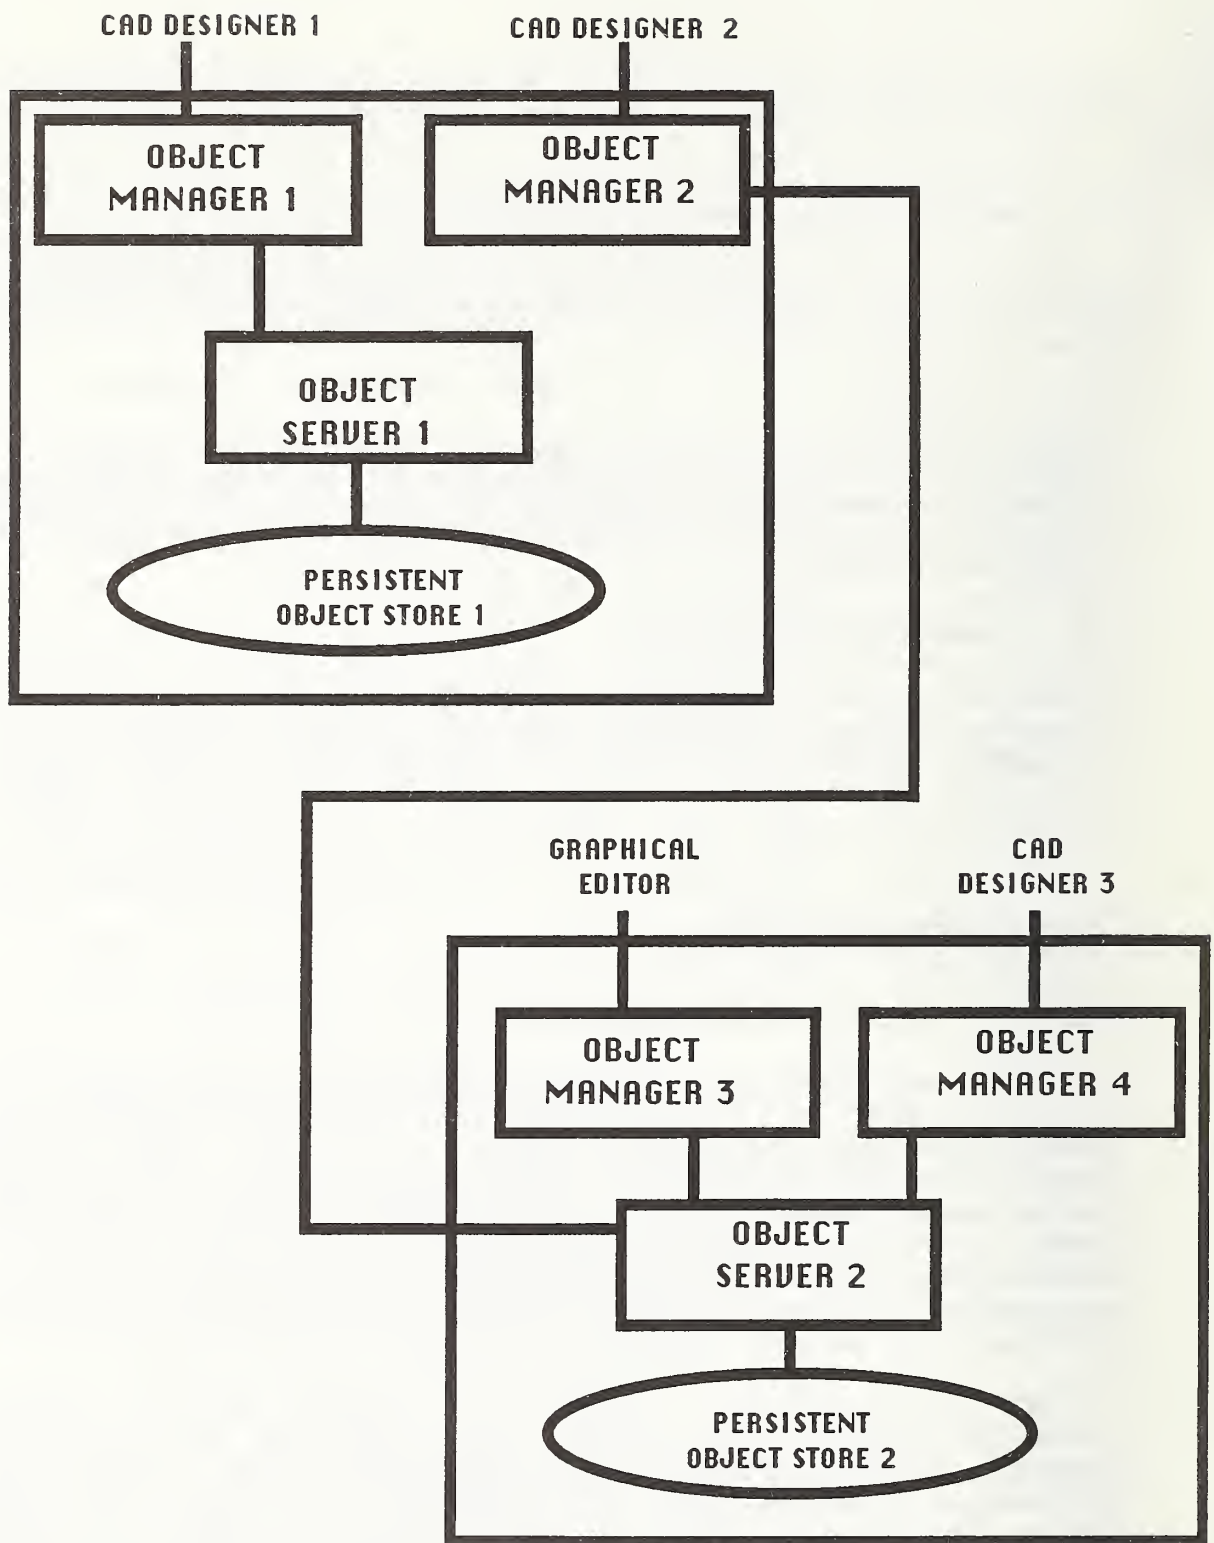 CAD DESIGNER 1
CAD DESIGNER 2
OBJECT
MANAGER 1
OBJECT
MANAGER 2
OBJECT
SERVER 1
PERSISTENT
OBJECT STORE 1
GRAPHICAL
EDITOR
CAD
DESIGNER 3
OBJECT
MANAGER 3
OBJECT
MANAGER 4
OBJECT
SERVER 2
PERSISTENT
OBJECT STORE 2